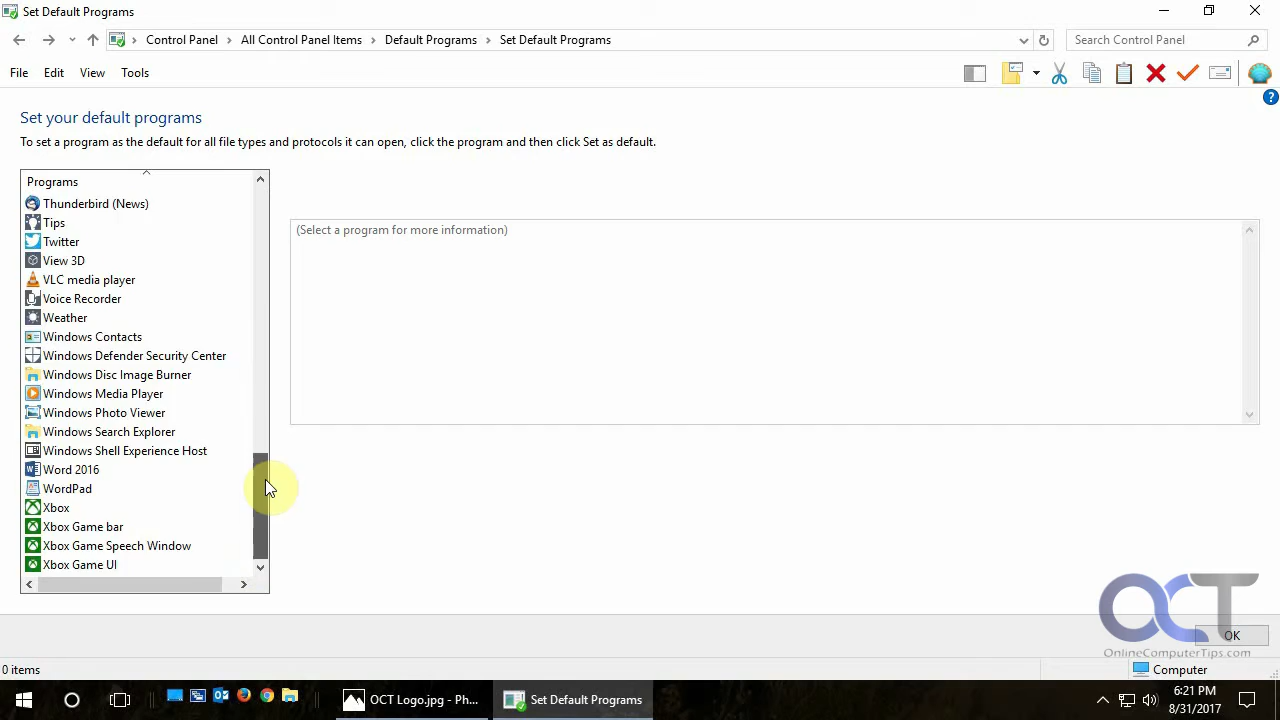 Set Default Programs
Control Panel > All Control Panel Items > Default Programs > Set Default Programs
Search Control Panel
File Edit View Tools
Set your default programs
To set a program as the default for all file types and protocols it can open, click the program and then click Set as default.
Programs
Thunderbird (News)
Tips
Twitter
View 3D
VLC media player
Voice Recorder
Weather
Windows Contacts
Windows Defender Security Center
Windows Disc Image Burner
Windows Media Player
Windows Photo Viewer
Windows Search Explorer
Windows Shell Experience Host
Word 2016
WordPad
Xbox
Xbox Game bar
Xbox Game Speech Window
Xbox Game UI
(Select a program for more information)
OCT
OK
OnlineComputerTips.com
0 items
Computer
OCT Logo.jpg - Ph...
Set Default Programs
6:21 PM
8/31/2017